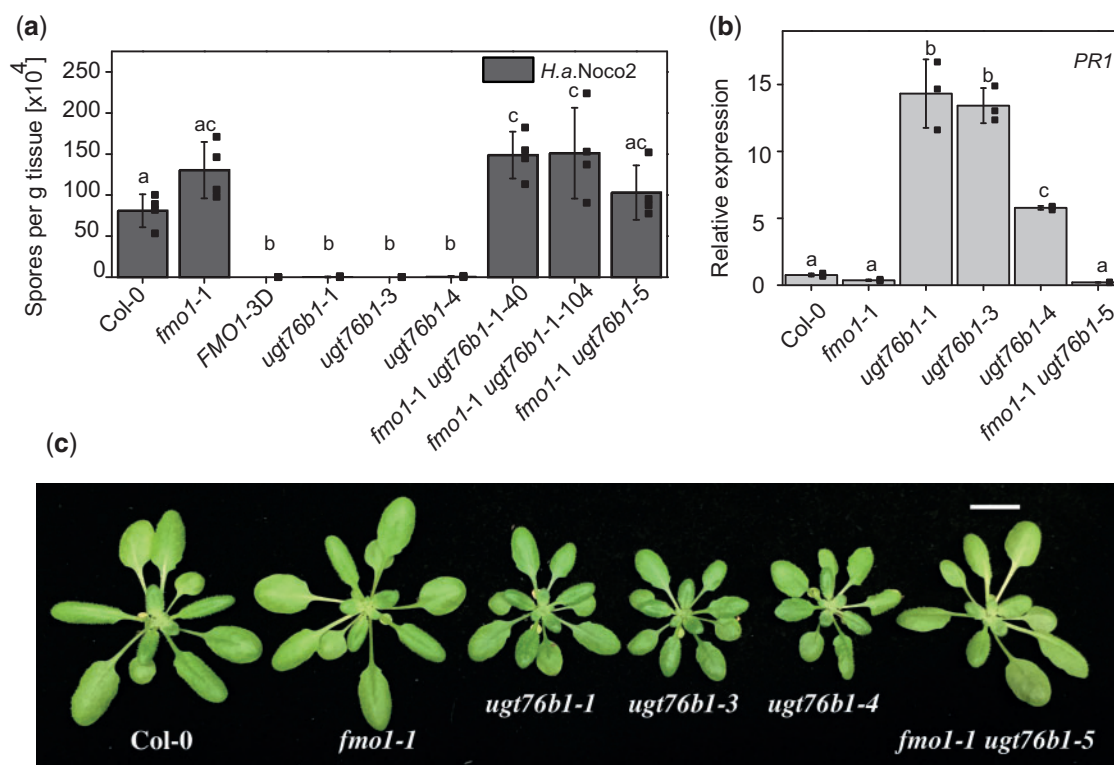 (a)
Spores per g tissue [x10⁴]
250
200
150
100
50
0
H.a.Noco2
a
ac
b
b
b
b
c
c
ac
Col-0
fmo1-1
FMO1-3D
ugt76b1-1
ugt76b1-3
ugt76b1-4
fmo1-1 ugt76b1-1-40
fmo1-1 ugt76b1-1-104
fmo1-1 ugt76b1-5
(b)
Relative expression
15
10
5
0
PR1
a
a
b
b
c
a
Col-0
fmo1-1
ugt76b1-1
ugt76b1-3
ugt76b1-4
fmo1-1 ugt76b1-5
(c)
Col-0
fmo1-1
ugt76b1-1
ugt76b1-3
ugt76b1-4
fmo1-1 ugt76b1-5